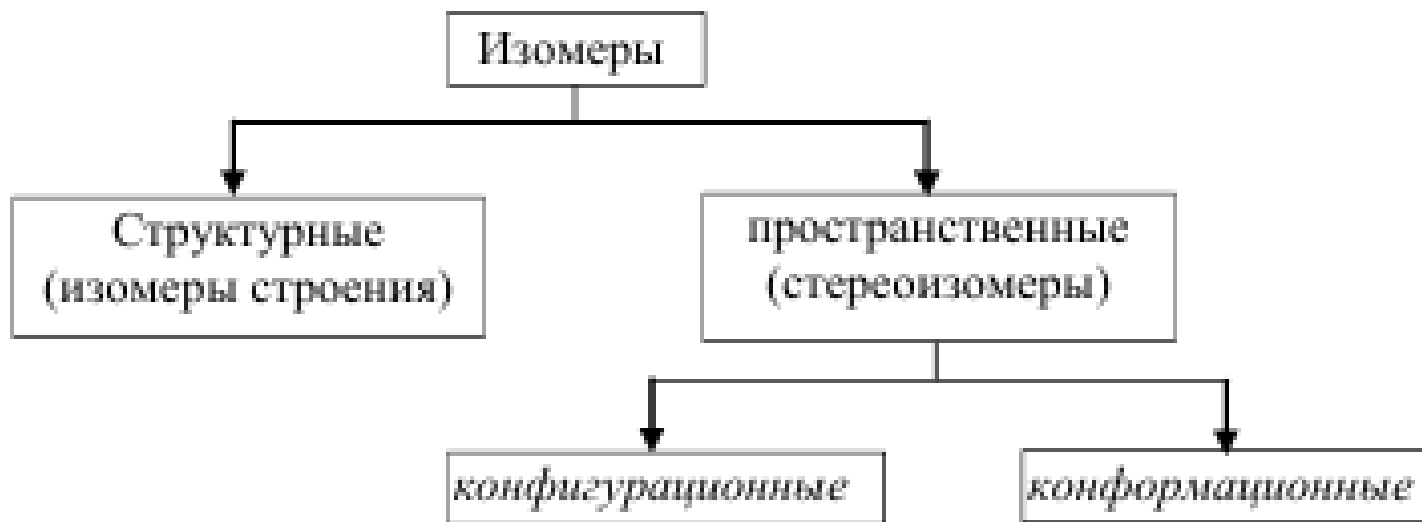 Изомеры
Структурные
(изомеры строения)
пространственные
(стереоизомеры)
конфигурационные
конформационные